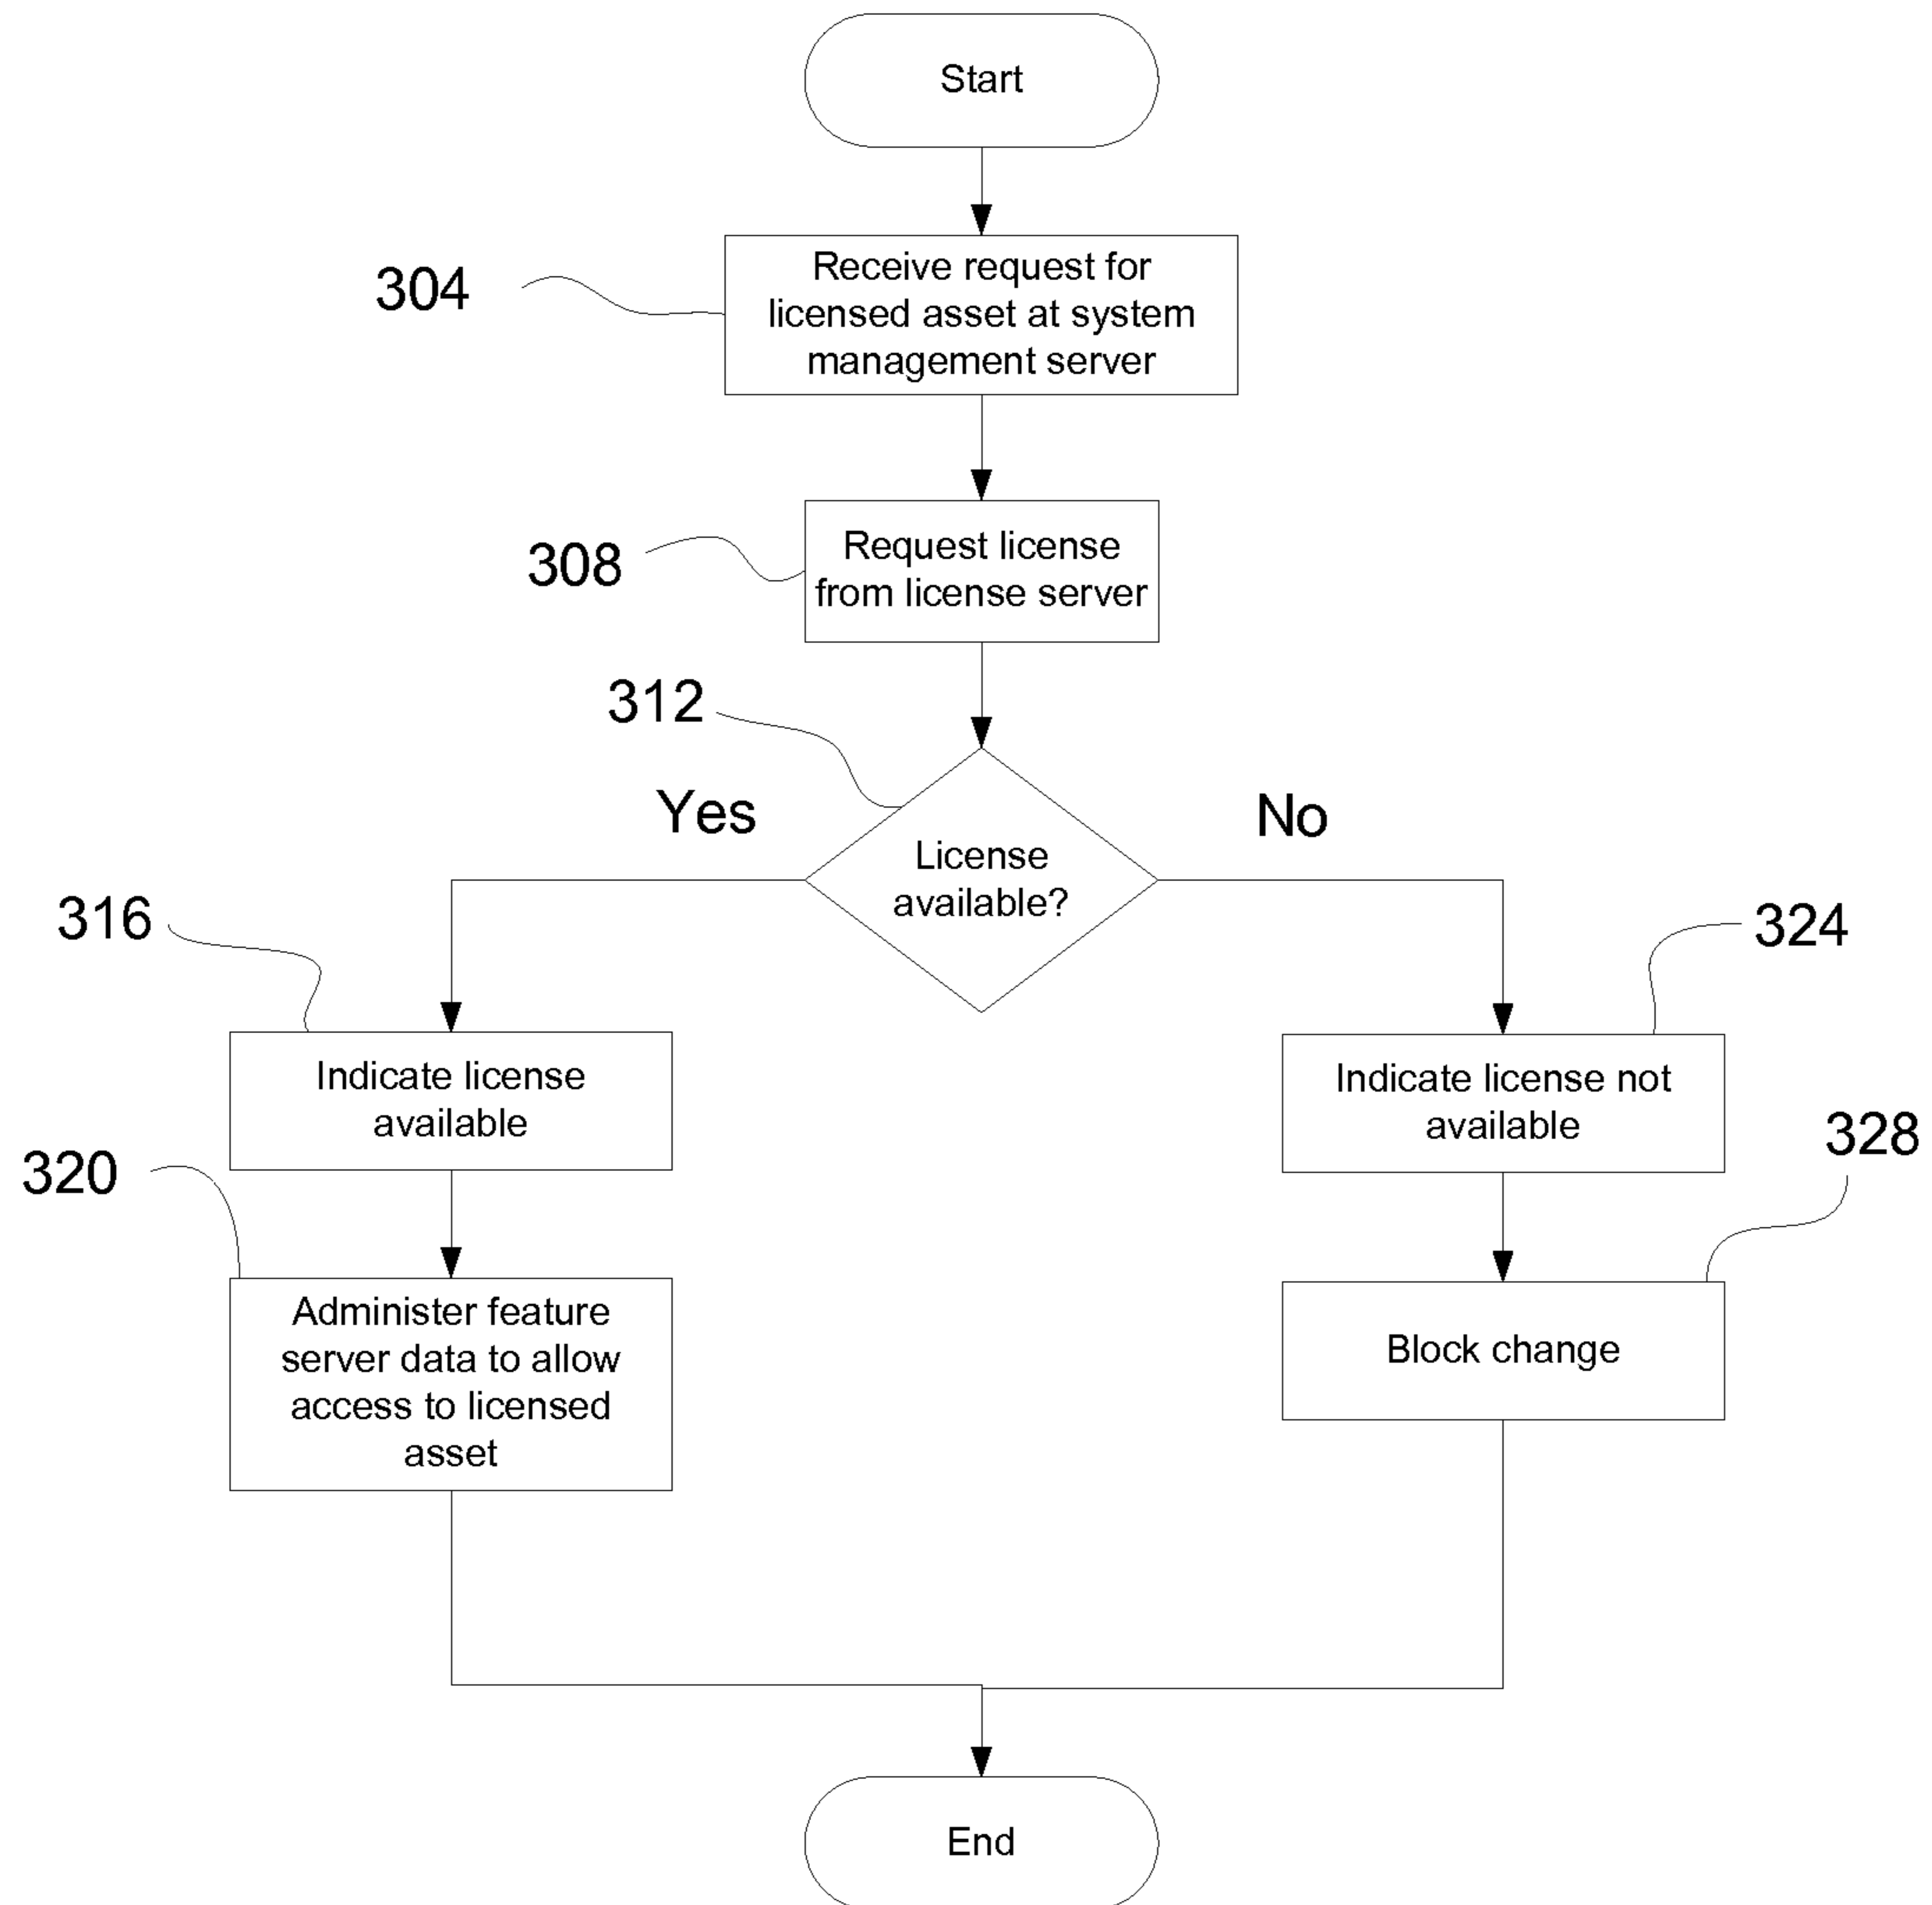 Start
304
Receive request for
licensed asset at system
management server
308
Request license
from license server
312
Yes
No
License
available?
316
324
Indicate license
available
Indicate license not
available
320
328
Administer feature
server data to allow
access to licensed
asset
Block change
End